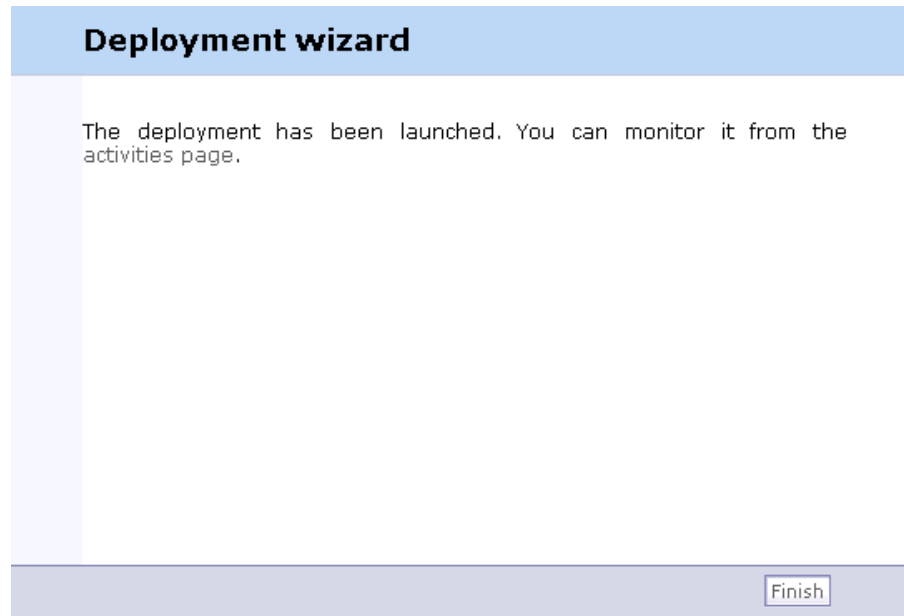 Deployment wizard
The deployment has been launched. You can monitor it from the
activities page.
Finish